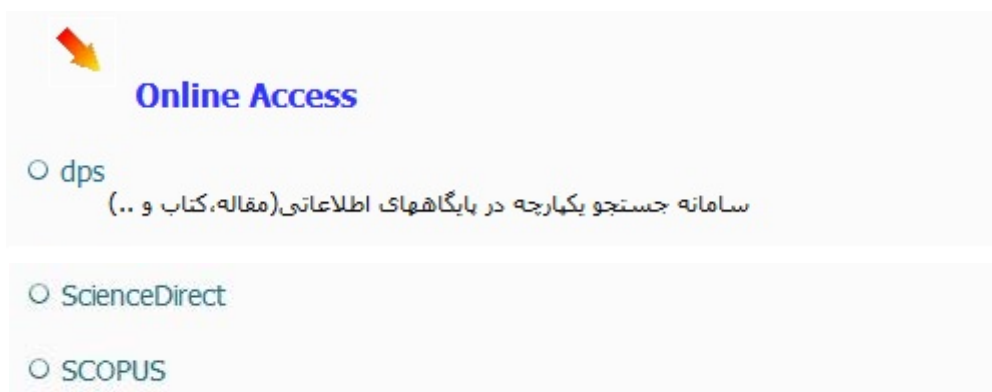 Online Access
dps
سامانه جستجو یکپارچه در پایگاههای اطلاعاتی(مقاله،کتاب و ..)
ScienceDirect
SCOPUS